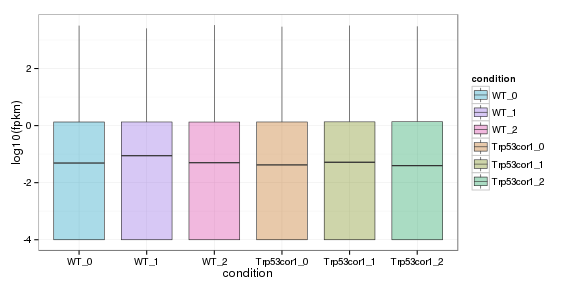 log10(fpkm)
2
0
-2
-4
WT_0 WT_1 WT_2 Trp53cor1_0 Trp53cor1_1 Trp53cor1_2
condition
condition
WT_0
WT_1
WT_2
Trp53cor1_0
Trp53cor1_1
Trp53cor1_2